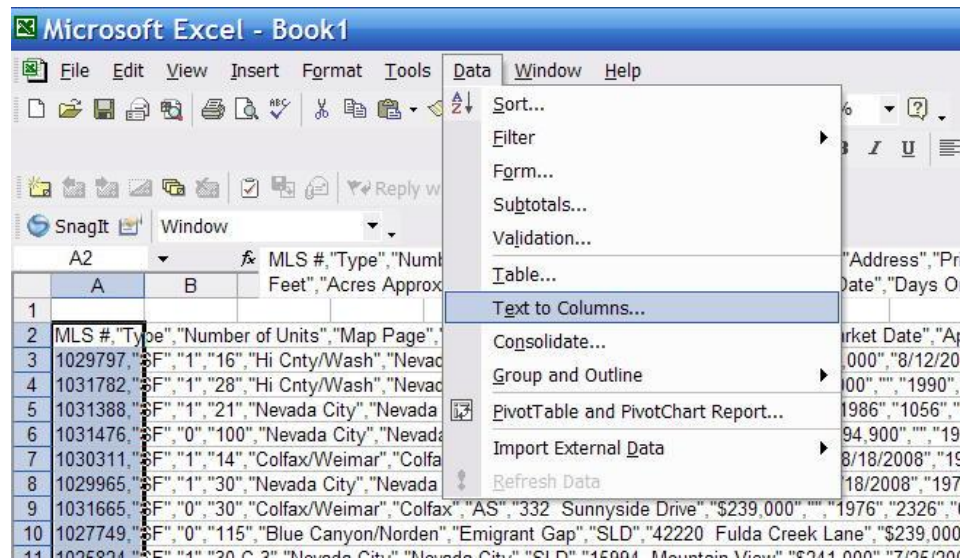 Microsoft Excel - Book1
File Edit View Insert Format Tools Data Window Help
Sort...
Filter
Form...
Subtotals...
Validation...
Table...
Text to Columns...
Consolidate...
Group and Outline
PivotTable and PivotChart Report...
Import External Data
Refresh Data
ABC
%
I U
Reply w
SnagIt Window
A2 fx MLS #,"Type","Numb "Address","Pri
Feet","Acres Approx Date","Days O
A B
1
2 MLS #,"Type","Number of Units","Map Page"," rket Date","Ap
3 1029797,"SF","1","16","Hi Cnty/Wash","Nevad ,000","8/12/20
4 1031782,"SF","1","28","Hi Cnty/Wash","Nevad 00","","1990",
5 1031388,"SF","1","21","Nevada City","Nevada 1986","1056","
6 1031476,"SF","0","100","Nevada City","Nevada 94,900","","19
7 1030311,"SF","1","14","Colfax/Weimar","Colfa 8/18/2008","19
8 1029965,"SF","1","30","Nevada City","Nevada "18/2008","197
9 1031665,"SF","0","30","Colfax/Weimar","Colfax","AS","332 Sunnyside Drive","$239,000","","1976","2326","
10 1027749,"SF","0","115","Blue Canyon/Norden","Emigrant Gap","SLD","42220 Fulda Creek Lane","$239,000